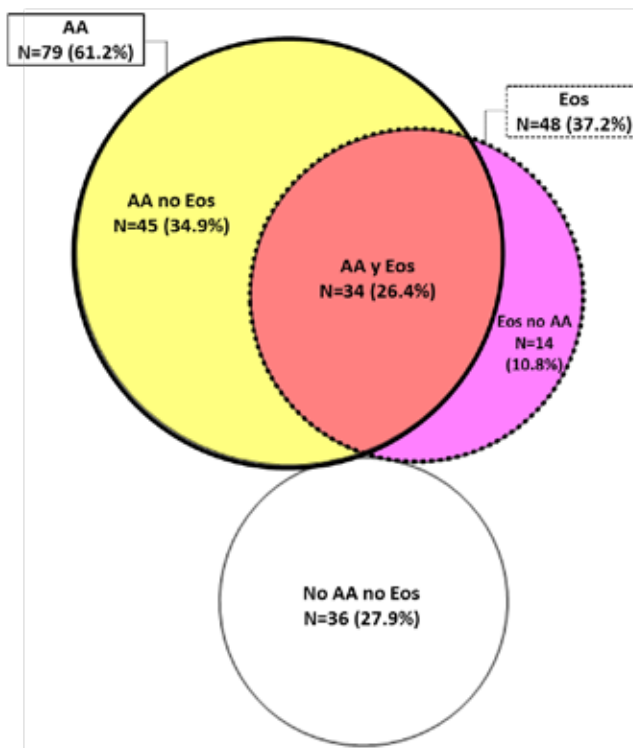 AA
N=79 (61.2%)
Eos
N=48 (37.2%)
AA no Eos
N=45 (34.9%)
AA y Eos
N=34 (26.4%)
Eos no AA
N=14
(10.8%)
No AA no Eos
N=36 (27.9%)